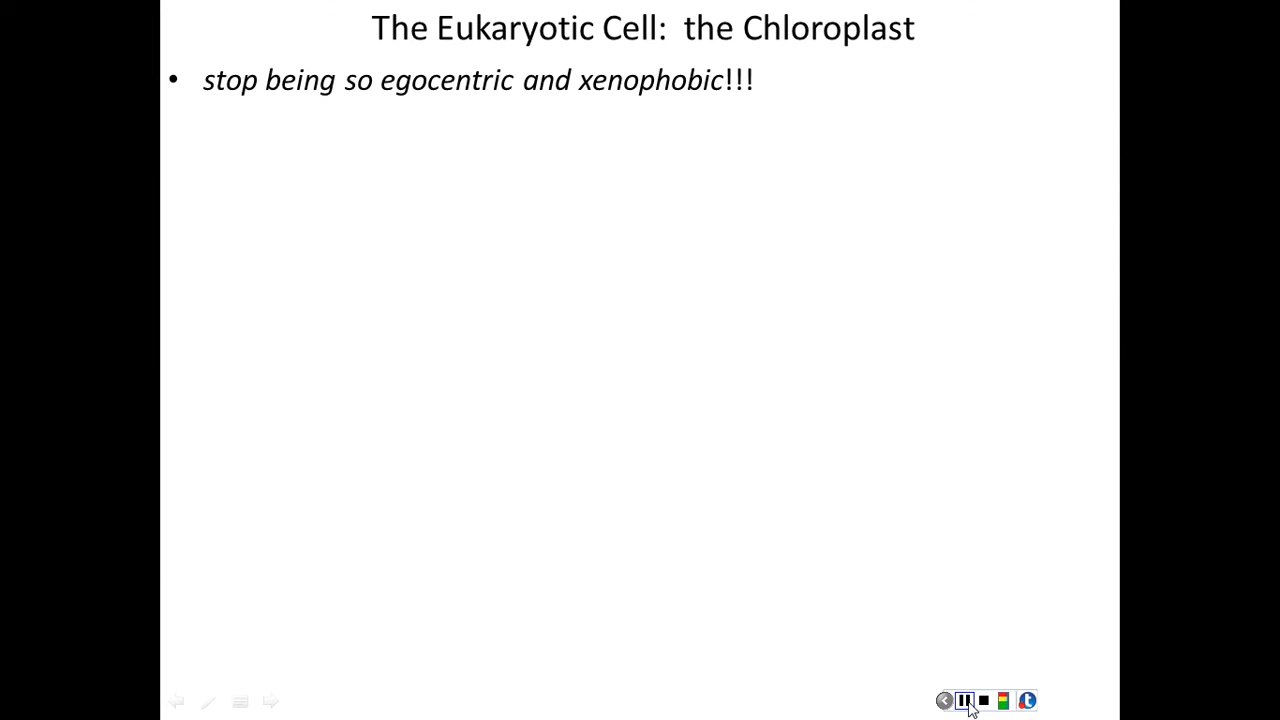 The Eukaryotic Cell:  the Chloroplast
• stop being so egocentric and xenophobic!!!